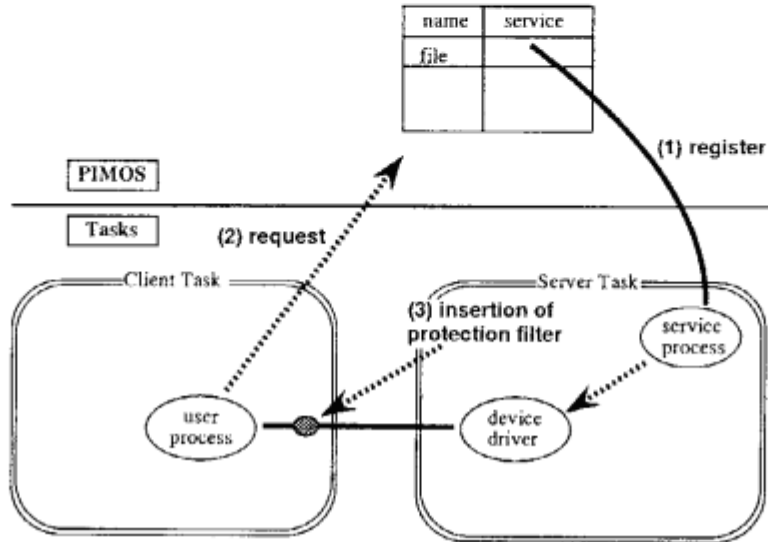 name service
file
(1) register
PIMOS
Tasks
(2) request
Client Task
Server Task
(3) insertion of
protection filter
service
process
user
process
device
driver